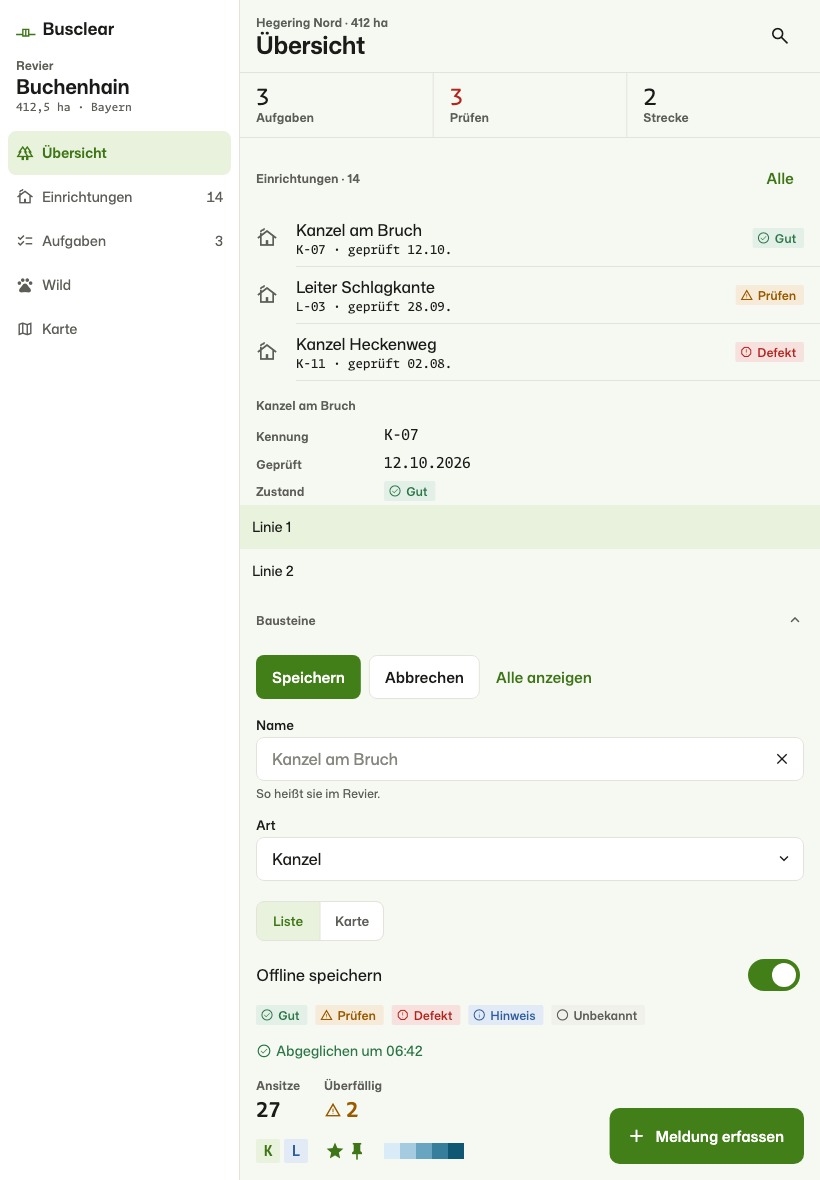 Busclear
Revier
Buchenhain
412,5 ha · Bayern
Übersicht
Einrichtungen 14
Aufgaben 3
Wild
Karte
Hegering Nord · 412 ha
Übersicht
3
Aufgaben
3
Prüfen
2
Strecke
Einrichtungen · 14
Alle
Kanzel am Bruch
K-07 · geprüft 12.10.
Gut
Leiter Schlagkante
L-03 · geprüft 28.09.
Prüfen
Kanzel Heckenweg
K-11 · geprüft 02.08.
Defekt
Kanzel am Bruch
Kennung K-07
Geprüft 12.10.2026
Zustand Gut
Linie 1
Linie 2
Bausteine
Speichern Abbrechen Alle anzeigen
Name
Kanzel am Bruch
So heißt sie im Revier.
Art
Kanzel
Liste Karte
Offline speichern
Gut Prüfen Defekt Hinweis Unbekannt
Abgeglichen um 06:42
Ansitze Überfällig
27 2
K L
Meldung erfassen